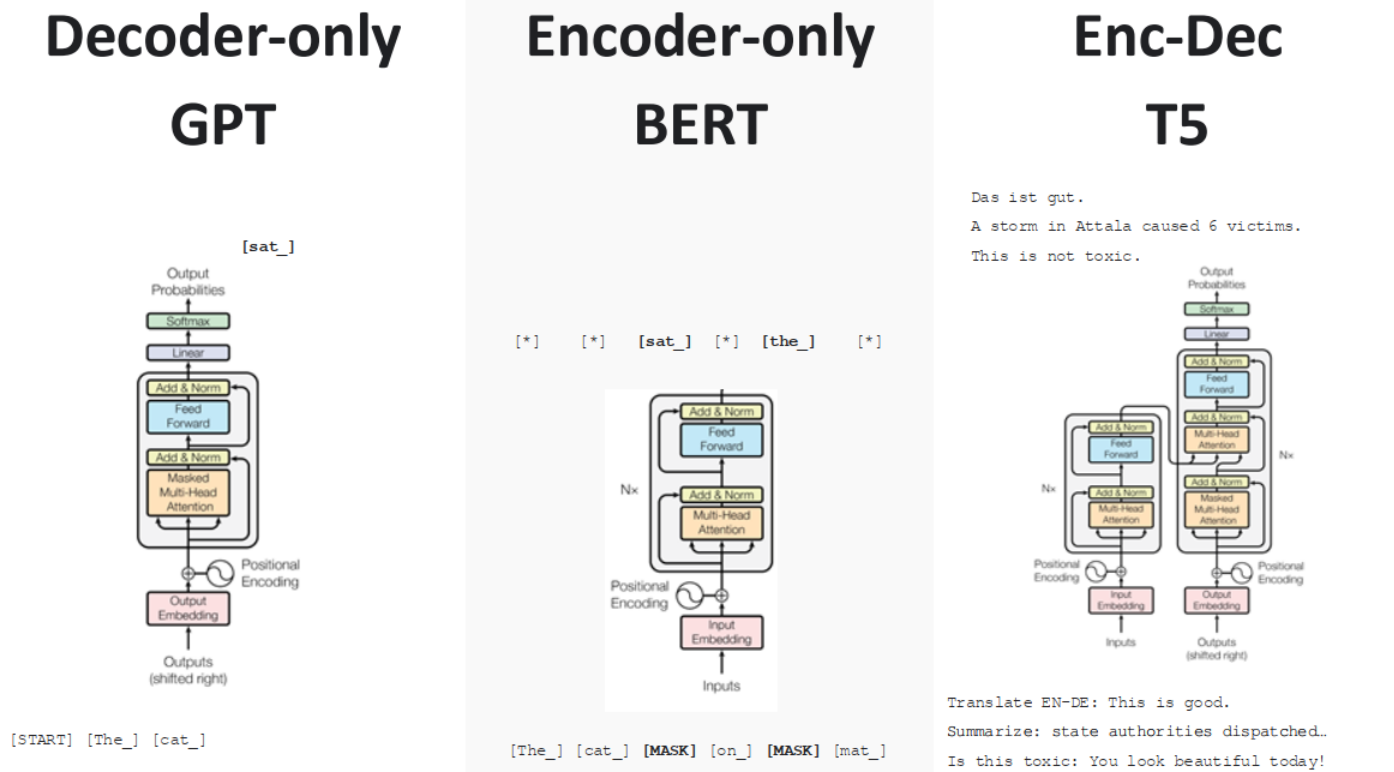 Decoder-only
GPT
[sat_]
Output
Probabilities
Softmax
Linear
Add & Norm
Feed
Forward
Add & Norm
Masked
Multi-Head
Attention
Positional
Encoding
Output
Embedding
Outputs
(shifted right)
[START] [The_] [cat_]
Encoder-only
BERT
[*] [*] [sat_] [*] [the_] [*]
Add & Norm
Feed
Forward
Nx
Add & Norm
Multi-Head
Attention
Positional
Encoding
Input
Embedding
Inputs
[The_] [cat_] [MASK] [on_] [MASK] [mat_]
Enc-Dec
T5
Das ist gut.
A storm in Attala caused 6 victims.
This is not toxic.
Output
Probabilities
Softmax
Linear
Add & Norm
Feed
Forward
Add & Norm
Multi-Head
Attention
Nx
Add & Norm
Masked
Multi-Head
Attention
Positional
Encoding
Output
Embedding
Outputs
(shifted right)
Add & Norm
Feed
Forward
Nx
Add & Norm
Multi-Head
Attention
Positional
Encoding
Input
Embedding
Inputs
Translate EN-DE: This is good.
Summarize: state authorities dispatched…
Is this toxic: You look beautiful today!